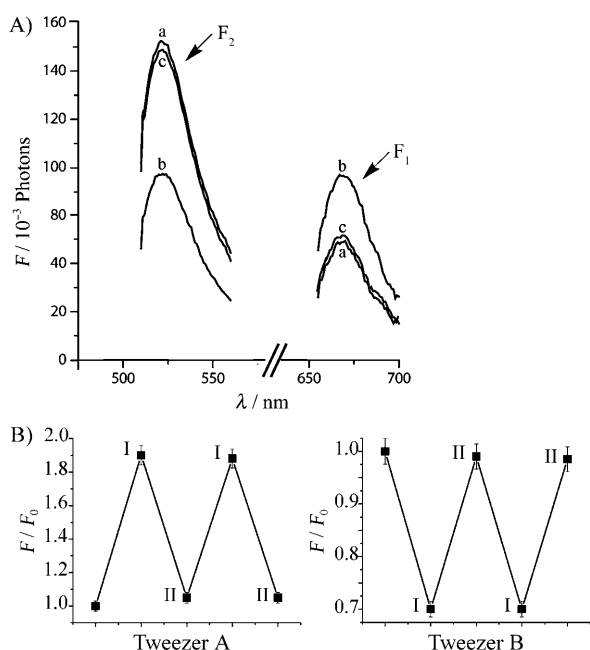 A)
F / 10⁻³ Photons
160
140
120
100
80
60
40
20
0
a
c
b
F₂
b
c
a
F₁
500 550 650 700
λ / nm
B)
F / F₀
2.0
1.8
1.6
1.4
1.2
1.0
I I
II II
Tweezer A
F / F₀
1.0
0.9
0.8
0.7
II II
I I
Tweezer B